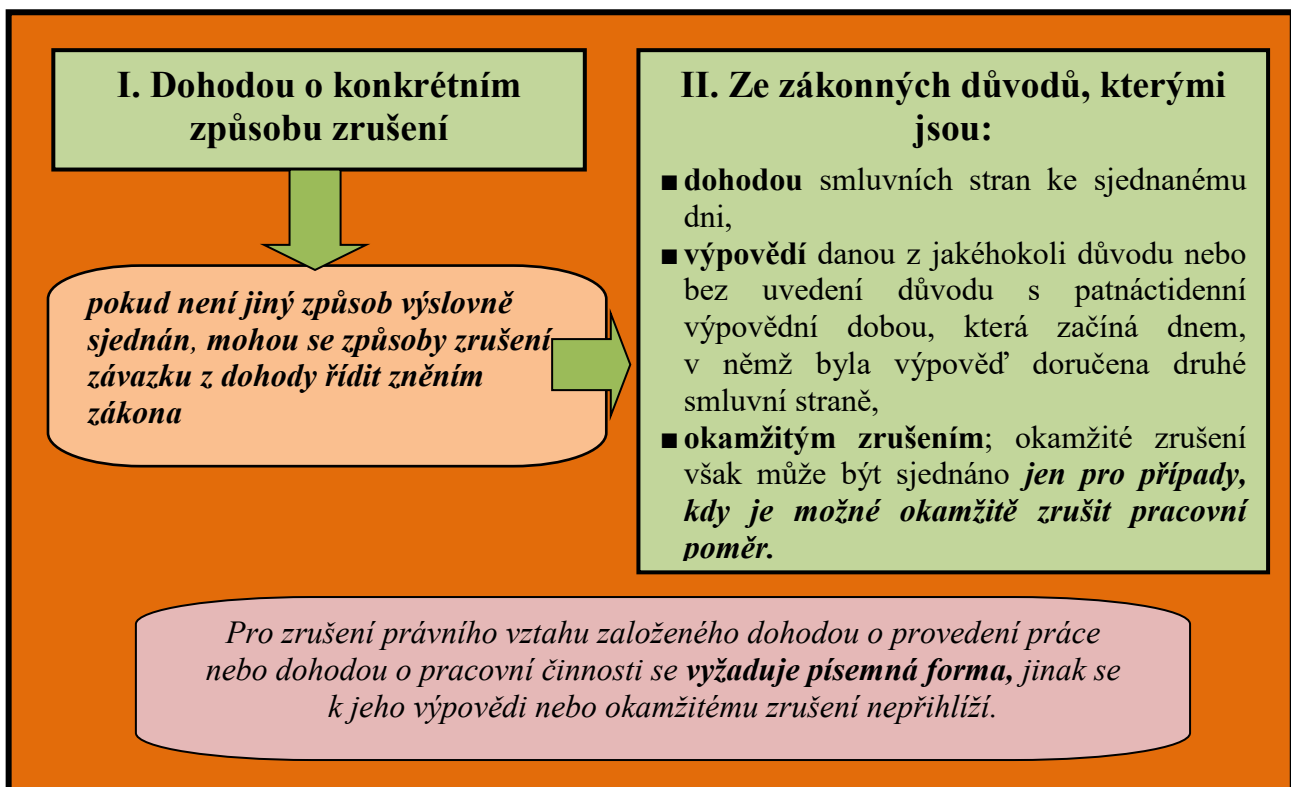 I. Dohodou o konkrétním
způsobu zrušení
pokud není jiný způsob výslovně
sjednán, mohou se způsoby zrušení
závazku z dohody řídit zněním
zákona
II. Ze zákonných důvodů, kterými
jsou:
■ dohodou smluvních stran ke sjednanému
dni,
■ výpovědí danou z jakéhokoli důvodu nebo
bez uvedení důvodu s patnáctidenní
výpovědní dobou, která začíná dnem,
v němž byla výpověď doručena druhé
smluvní straně,
■ okamžitým zrušením; okamžité zrušení
však může být sjednáno jen pro případy,
kdy je možné okamžitě zrušit pracovní
poměr.
Pro zrušení právního vztahu založeného dohodou o provedení práce
nebo dohodou o pracovní činnosti se vyžaduje písemná forma, jinak se
k jeho výpovědi nebo okamžitému zrušení nepřihlíží.